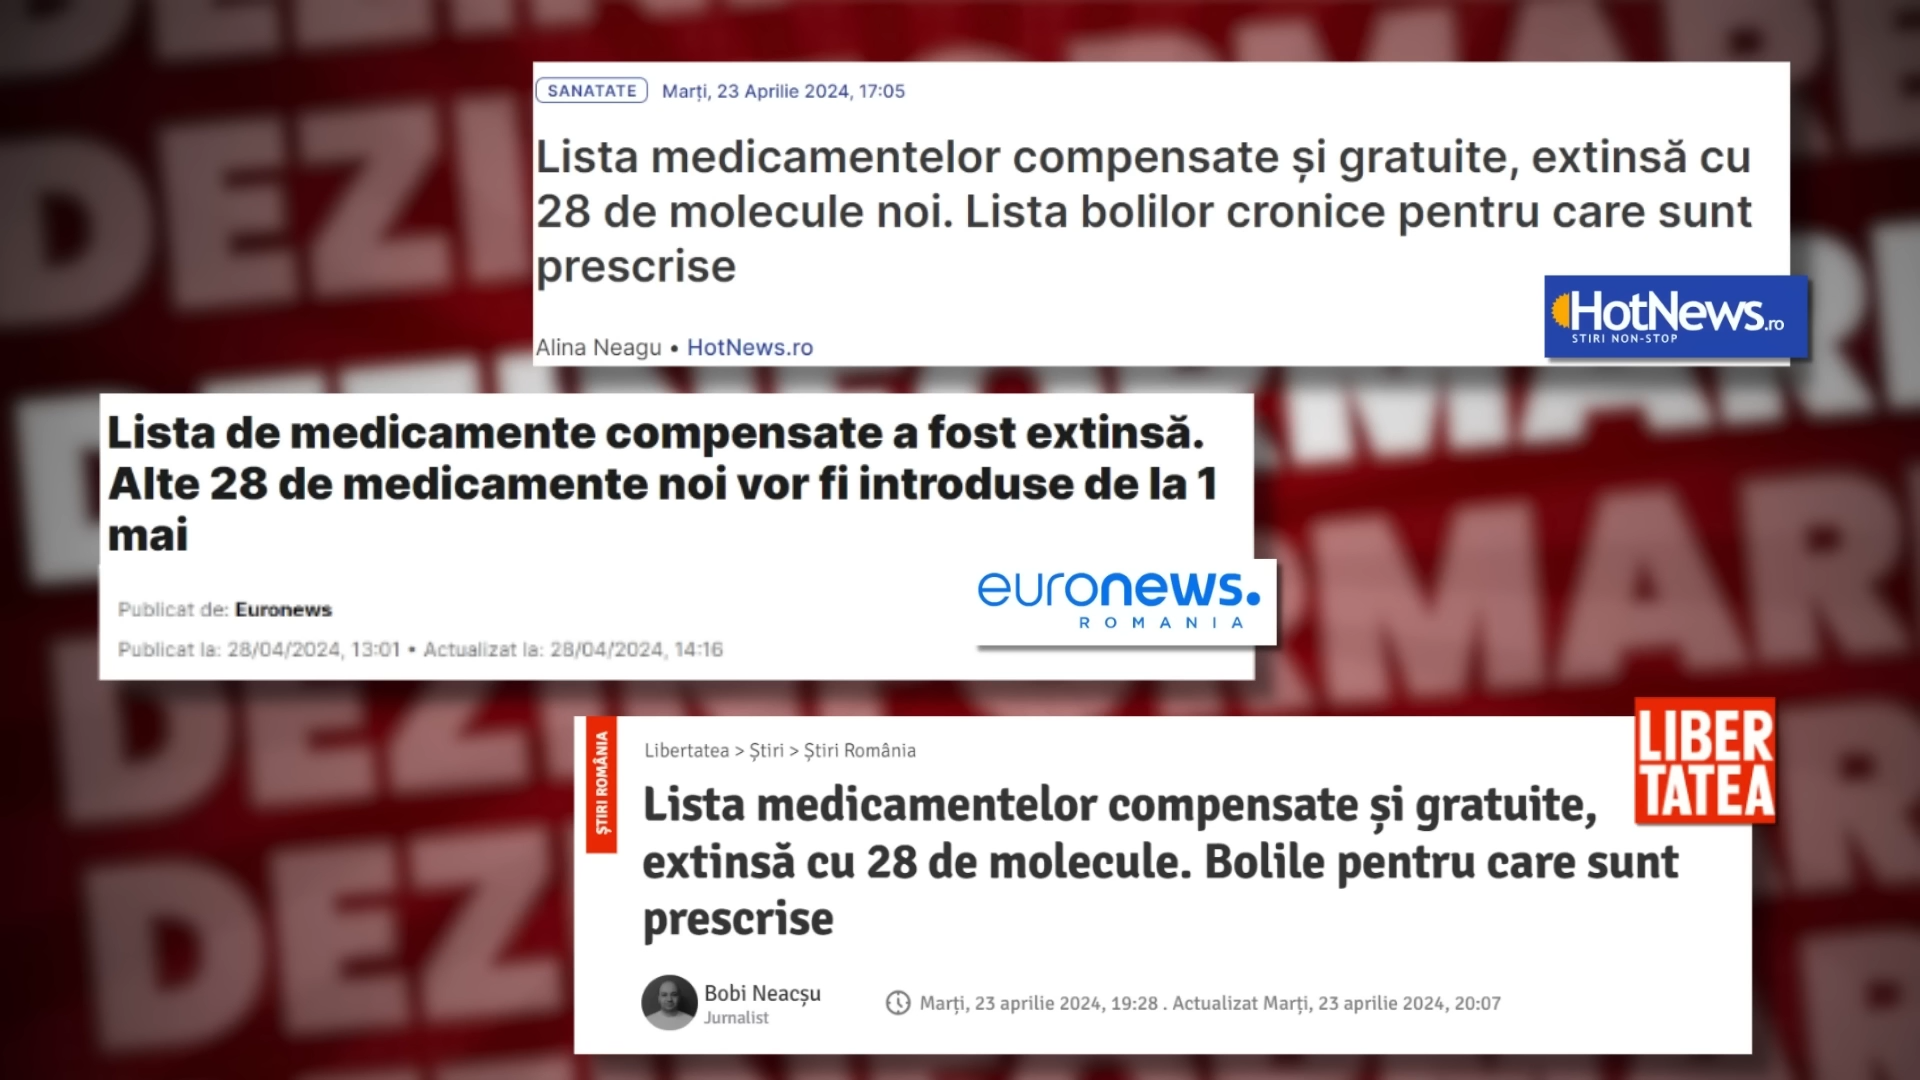 SANATATE Marți, 23 Aprilie 2024, 17:05
Lista medicamentelor compensate și gratuite, extinsă cu
28 de molecule noi. Lista bolilor cronice pentru care sunt
prescrise
Alina Neagu • HotNews.ro
HotNews.ro
STIRI NON-STOP
Lista de medicamente compensate a fost extinsă.
Alte 28 de medicamente noi vor fi introduse de la 1
mai
Publicat de: Euronews
Publicat la: 28/04/2024, 13:01 • Actualizat la: 28/04/2024, 14:16
euronews.
ROMANIA
ȘTIRI ROMÂNIA
Libertatea > Știri > Știri România
LIBER
TATEA
Lista medicamentelor compensate și gratuite,
extinsă cu 28 de molecule. Bolile pentru care sunt
prescrise
Bobi Neacșu
Jurnalist
Marți, 23 aprilie 2024, 19:28 . Actualizat Marți, 23 aprilie 2024, 20:07